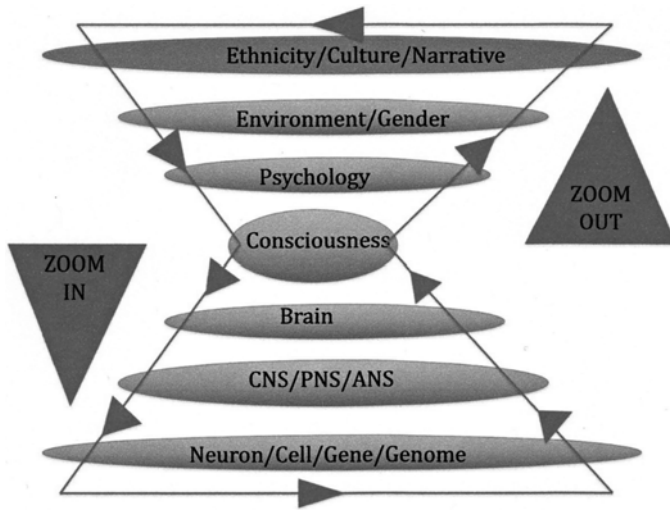 Ethnicity/Culture/Narrative
Environment/Gender
Psychology
ZOOM
OUT
Consciousness
ZOOM
IN
Brain
CNS/PNS/ANS
Neuron/Cell/Gene/Genome